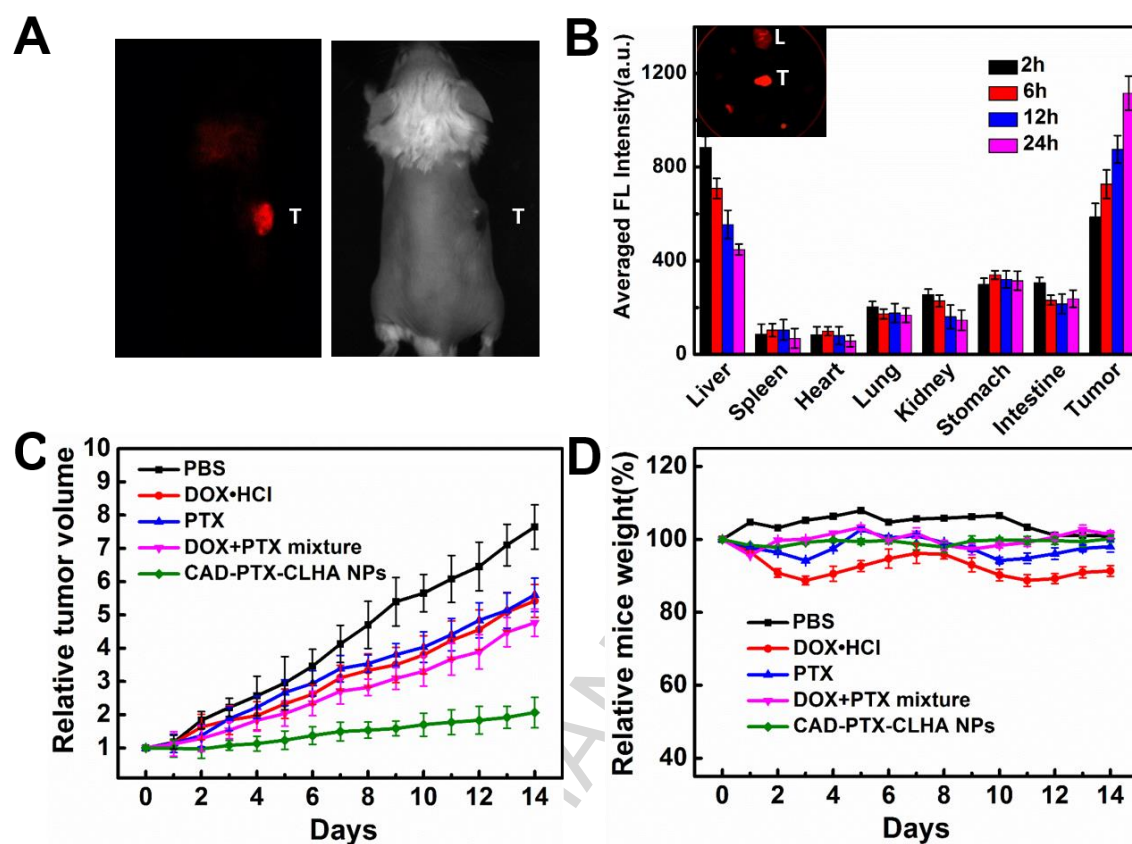 A
T
T
B
L
T
2h
6h
12h
24h
Averaged FL Intensity(a.u.)
1200
800
400
0
Liver
Spleen
Heart
Lung
Kidney
Stomach
Intestine
Tumor
C
PBS
DOX•HCl
PTX
DOX+PTX mixture
CAD-PTX-CLHA NPs
Relative tumor volume
10
9
8
7
6
5
4
3
2
1
0 2 4 6 8 10 12 14
Days
D
Relative mice weight(%)
120
100
80
60
40
PBS
DOX•HCl
PTX
DOX+PTX mixture
CAD-PTX-CLHA NPs
0 2 4 6 8 10 12 14
Days